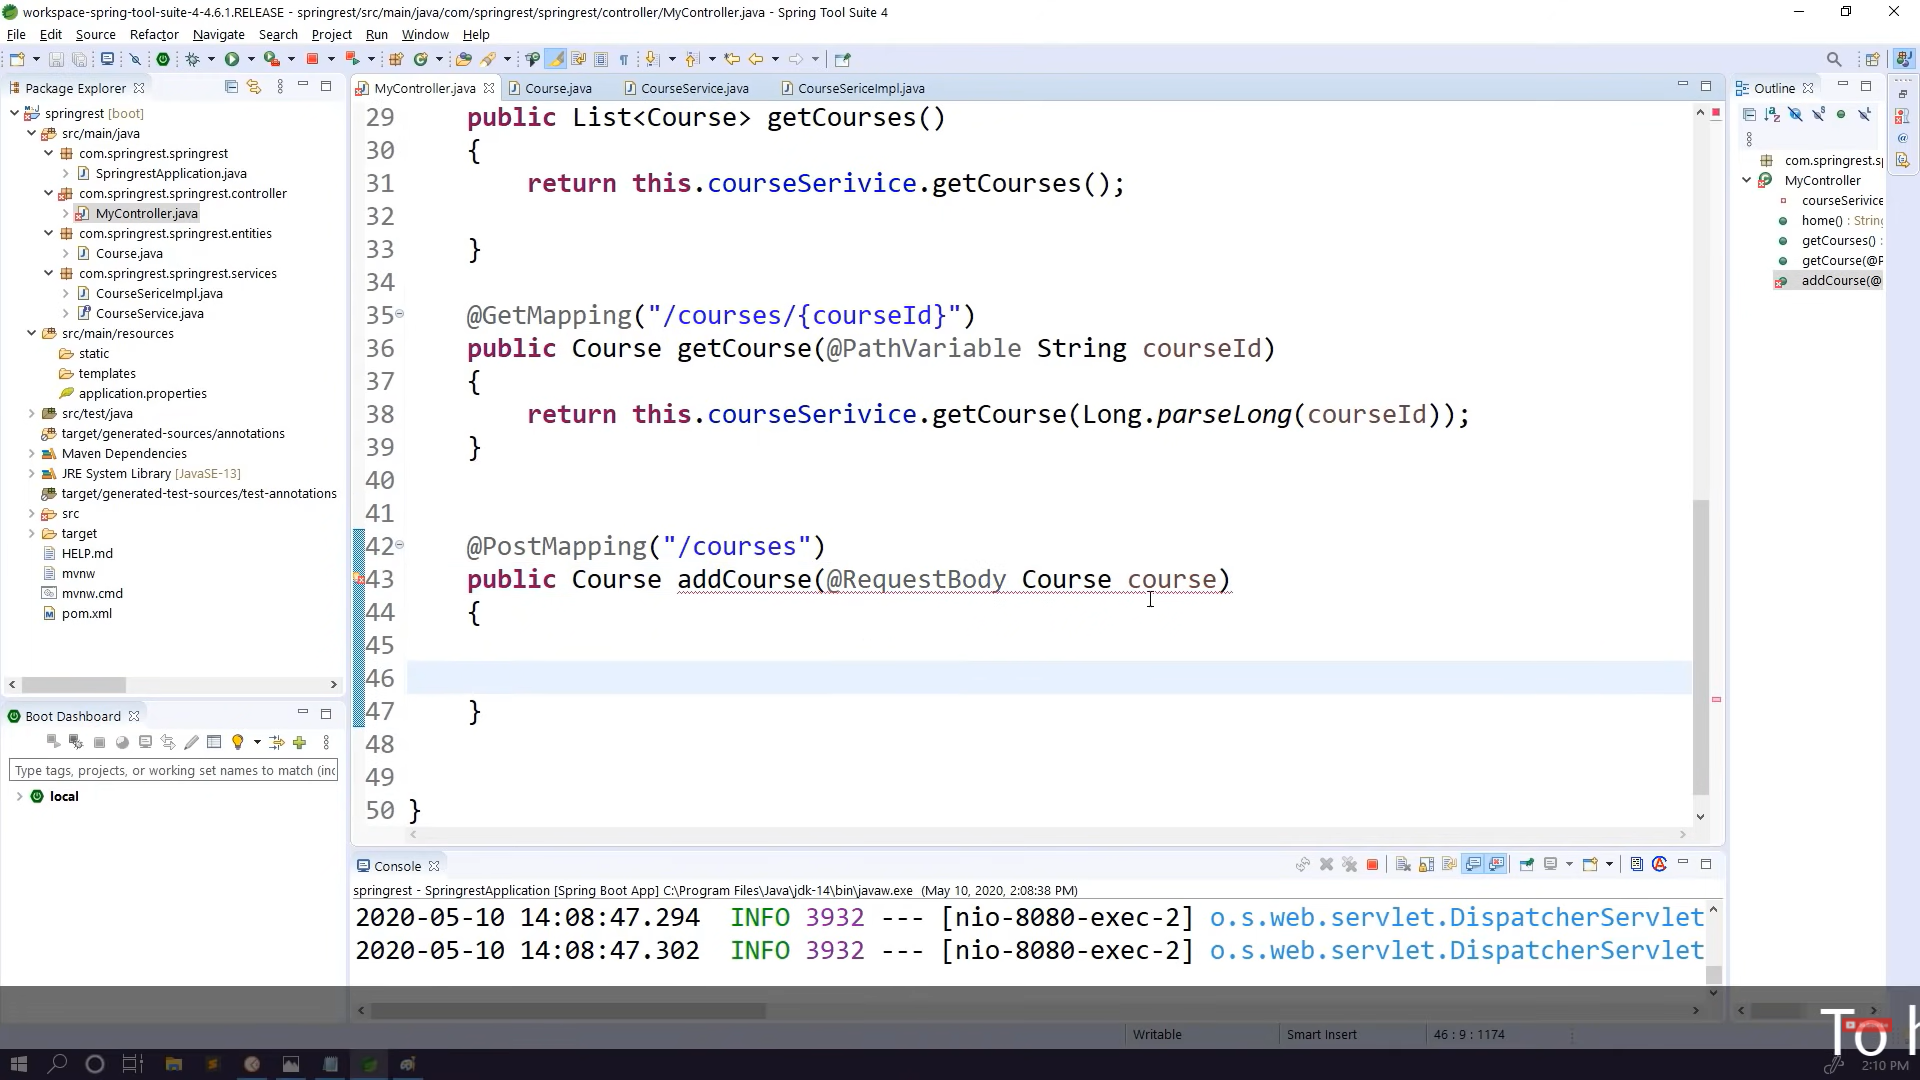 workspace-spring-tool-suite-4-4.6.1.RELEASE - springrest/src/main/java/com/springrest/springrest/controller/MyController.java - Spring Tool Suite 4
File Edit Source Refactor Navigate Search Project Run Window Help
Package Explorer
springrest [boot]
src/main/java
com.springrest.springrest
SpringrestApplication.java
com.springrest.springrest.controller
MyController.java
com.springrest.springrest.entities
Course.java
com.springrest.springrest.services
CourseSericeImpl.java
CourseService.java
src/main/resources
static
templates
application.properties
src/test/java
target/generated-sources/annotations
Maven Dependencies
JRE System Library [JavaSE-13]
target/generated-test-sources/test-annotations
src
target
HELP.md
mvnw
mvnw.cmd
pom.xml
Boot Dashboard
Type tags, projects, or working set names to match (inc
local
MyController.java Course.java CourseService.java CourseSericeImpl.java
29 public List<Course> getCourses()
30 {
31 return this.courseSerivice.getCourses();
32
33 }
34
35 @GetMapping("/courses/{courseId}")
36 public Course getCourse(@PathVariable String courseId)
37 {
38 return this.courseSerivice.getCourse(Long.parseLong(courseId));
39 }
40
41
42 @PostMapping("/courses")
43 public Course addCourse(@RequestBody Course course)
44 {
45
46
47 }
48
49
50 }
Console
springrest - SpringrestApplication [Spring Boot App] C:\Program Files\Java\jdk-14\bin\javaw.exe (May 10, 2020, 2:08:38 PM)
2020-05-10 14:08:47.294 INFO 3932 --- [nio-8080-exec-2] o.s.web.servlet.DispatcherServlet
2020-05-10 14:08:47.302 INFO 3932 --- [nio-8080-exec-2] o.s.web.servlet.DispatcherServlet
Outline
com.springrest.sp
MyController
courseSerivice
home() : String
getCourses() :
getCourse(@P
addCourse(@
Writable Smart Insert 46 : 9 : 1174
To h
2:10 PM